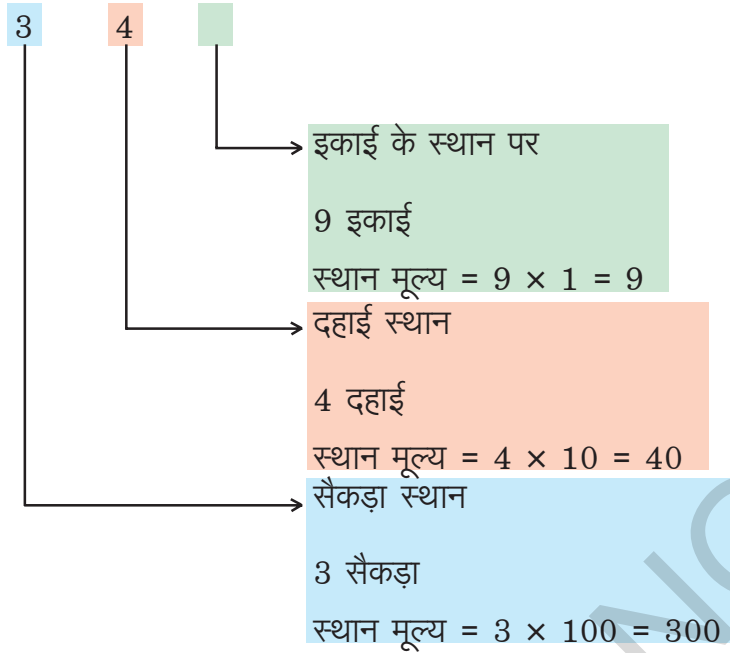 3 4
इकाई के स्थान पर
9 इकाई
स्थान मूल्य = 9 × 1 = 9
दहाई स्थान
4 दहाई
स्थान मूल्य = 4 × 10 = 40
सैकड़ा स्थान
3 सैकड़ा
स्थान मूल्य = 3 × 100 = 300